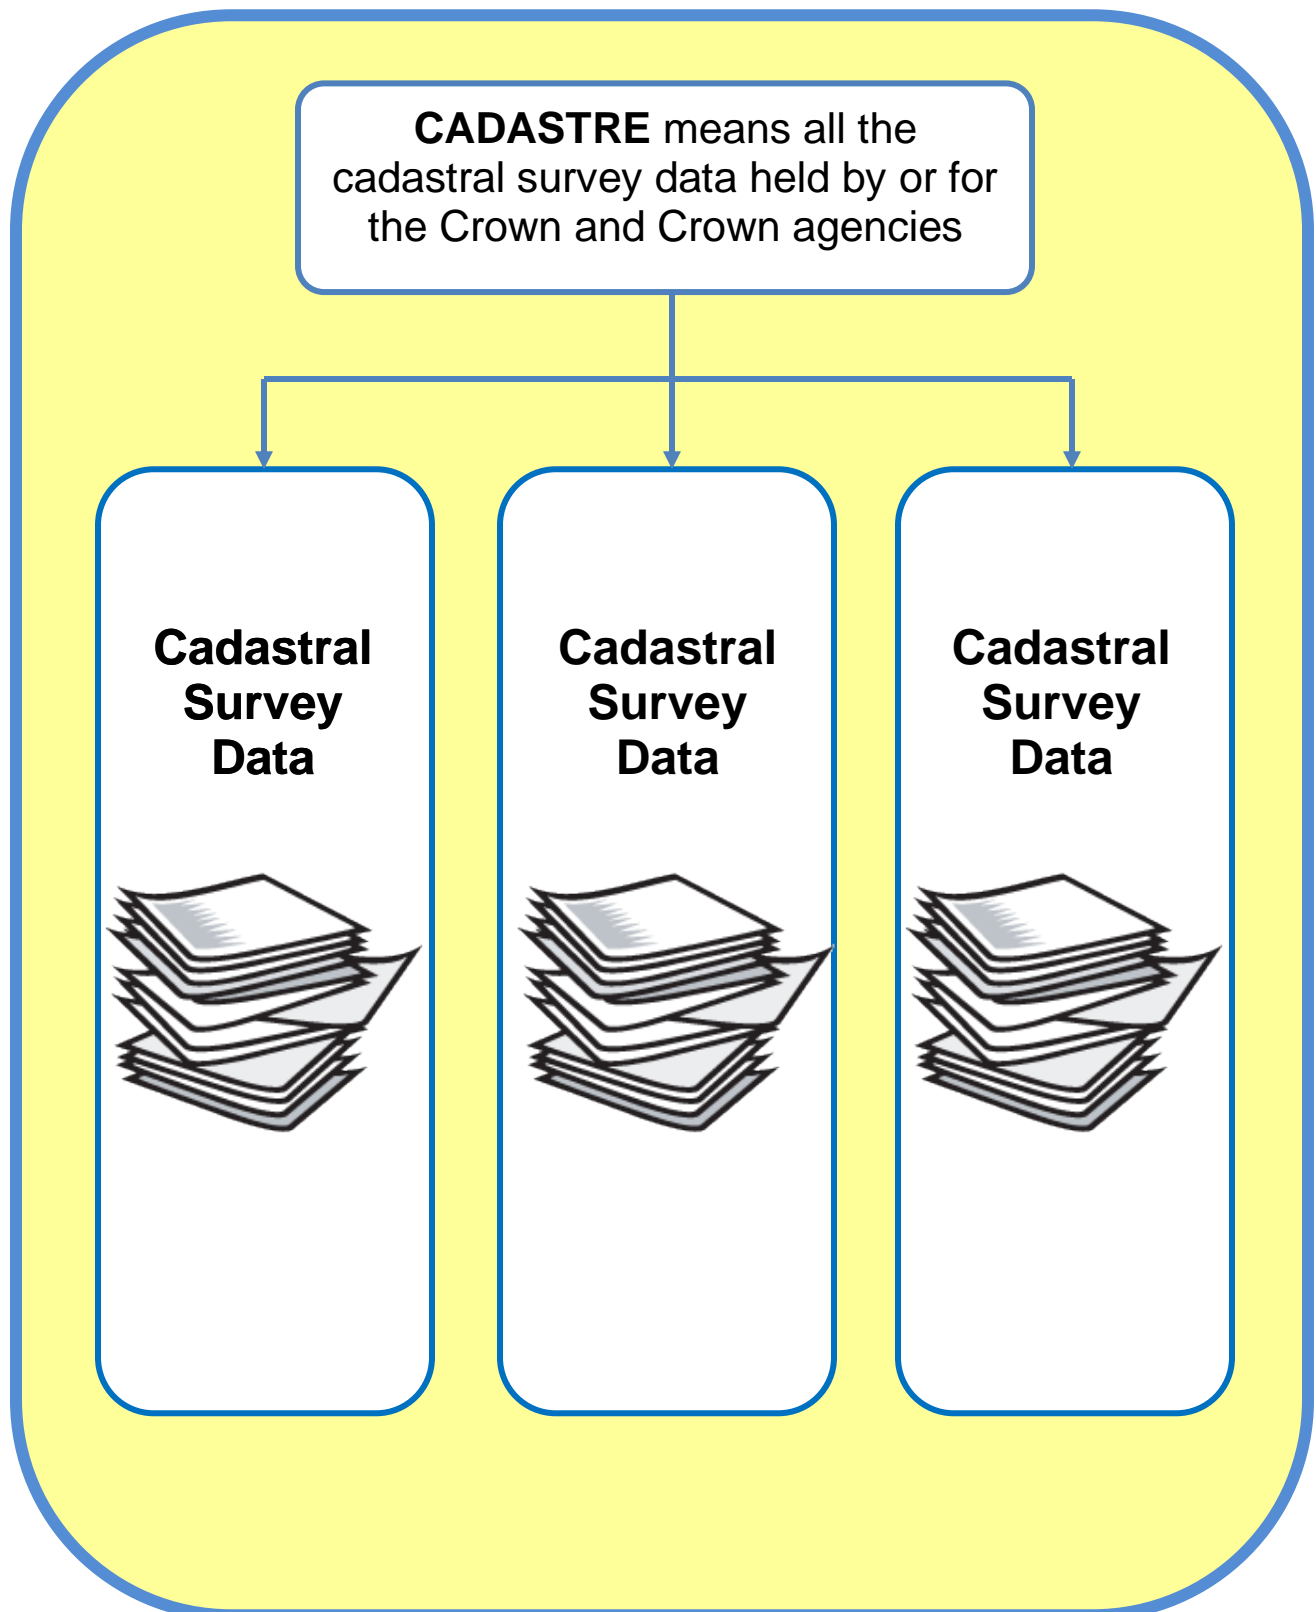 CADASTRE means all the
cadastral survey data held by or for
the Crown and Crown agencies
Cadastral
Survey
Data
Cadastral
Survey
Data
Cadastral
Survey
Data